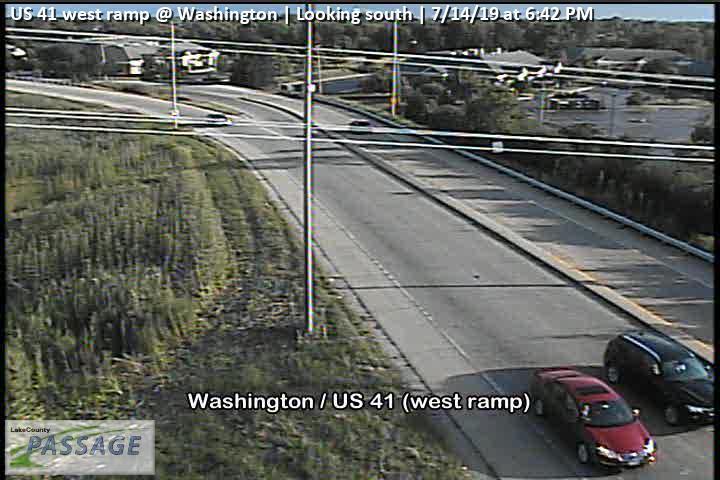 US 41 west ramp @ Washington | Looking south | 7/14/19 at 6:42 PM
Washington / US 41 (west ramp)
LakeCounty
PASSAGE